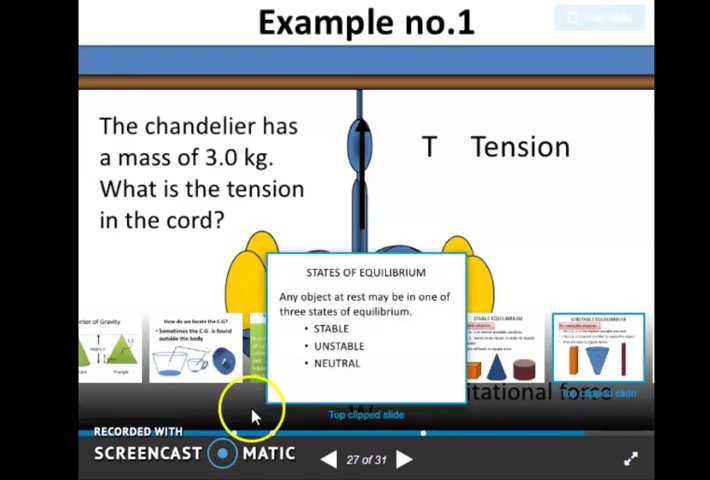 Example no.1
The chandelier has
a mass of 3.0 kg.
What is the tension
in the cord?
T Tension
STATES OF EQUILIBRIUM
Any object at rest may be in one of
three states of equilibrium.
• STABLE
• UNSTABLE
• NEUTRAL
nter of Gravity
Triangle
How do we locate the C.G?
• Sometimes the C.G. is found
outside the body.
STABLE EQUILIBRIUM
UNSTABLE EQUILIBRIUM
itational force
Top clipped slide
Top clipped slide
RECORDED WITH
SCREENCAST MATIC
27 of 31